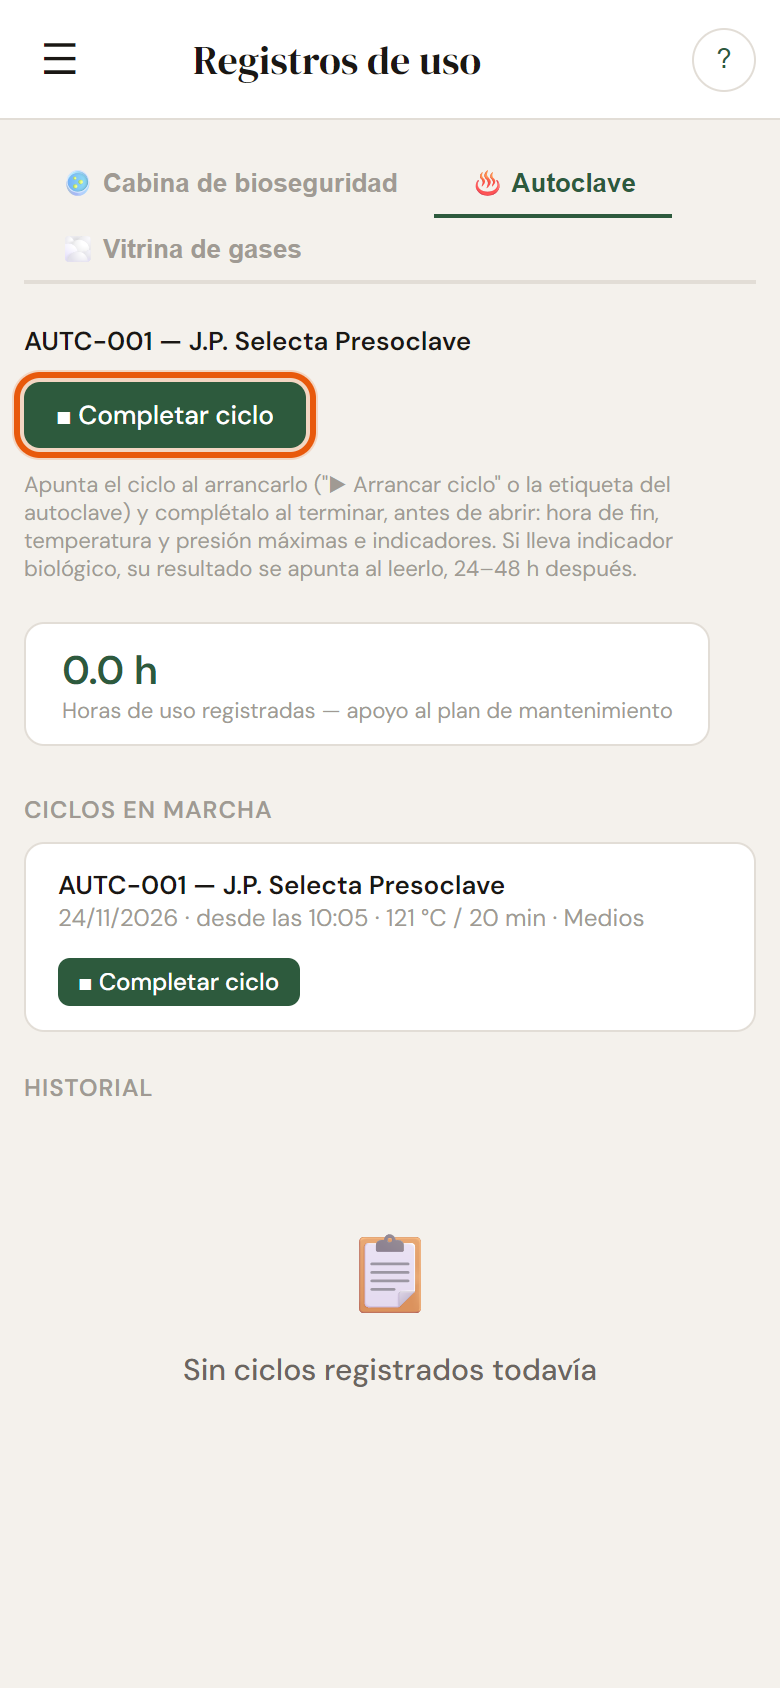 ☰ Registros de uso ?
Cabina de bioseguridad
Autoclave
Vitrina de gases
AUTC-001 — J.P. Selecta Presoclave
■ Completar ciclo
Apunta el ciclo al arrancarlo ("▶ Arrancar ciclo" o la etiqueta del
autoclave) y complétalo al terminar, antes de abrir: hora de fin,
temperatura y presión máximas e indicadores. Si lleva indicador
biológico, su resultado se apunta al leerlo, 24–48 h después.
0.0 h
Horas de uso registradas — apoyo al plan de mantenimiento
CICLOS EN MARCHA
AUTC-001 — J.P. Selecta Presoclave
24/11/2026 · desde las 10:05 · 121 °C / 20 min · Medios
■ Completar ciclo
HISTORIAL
Sin ciclos registrados todavía